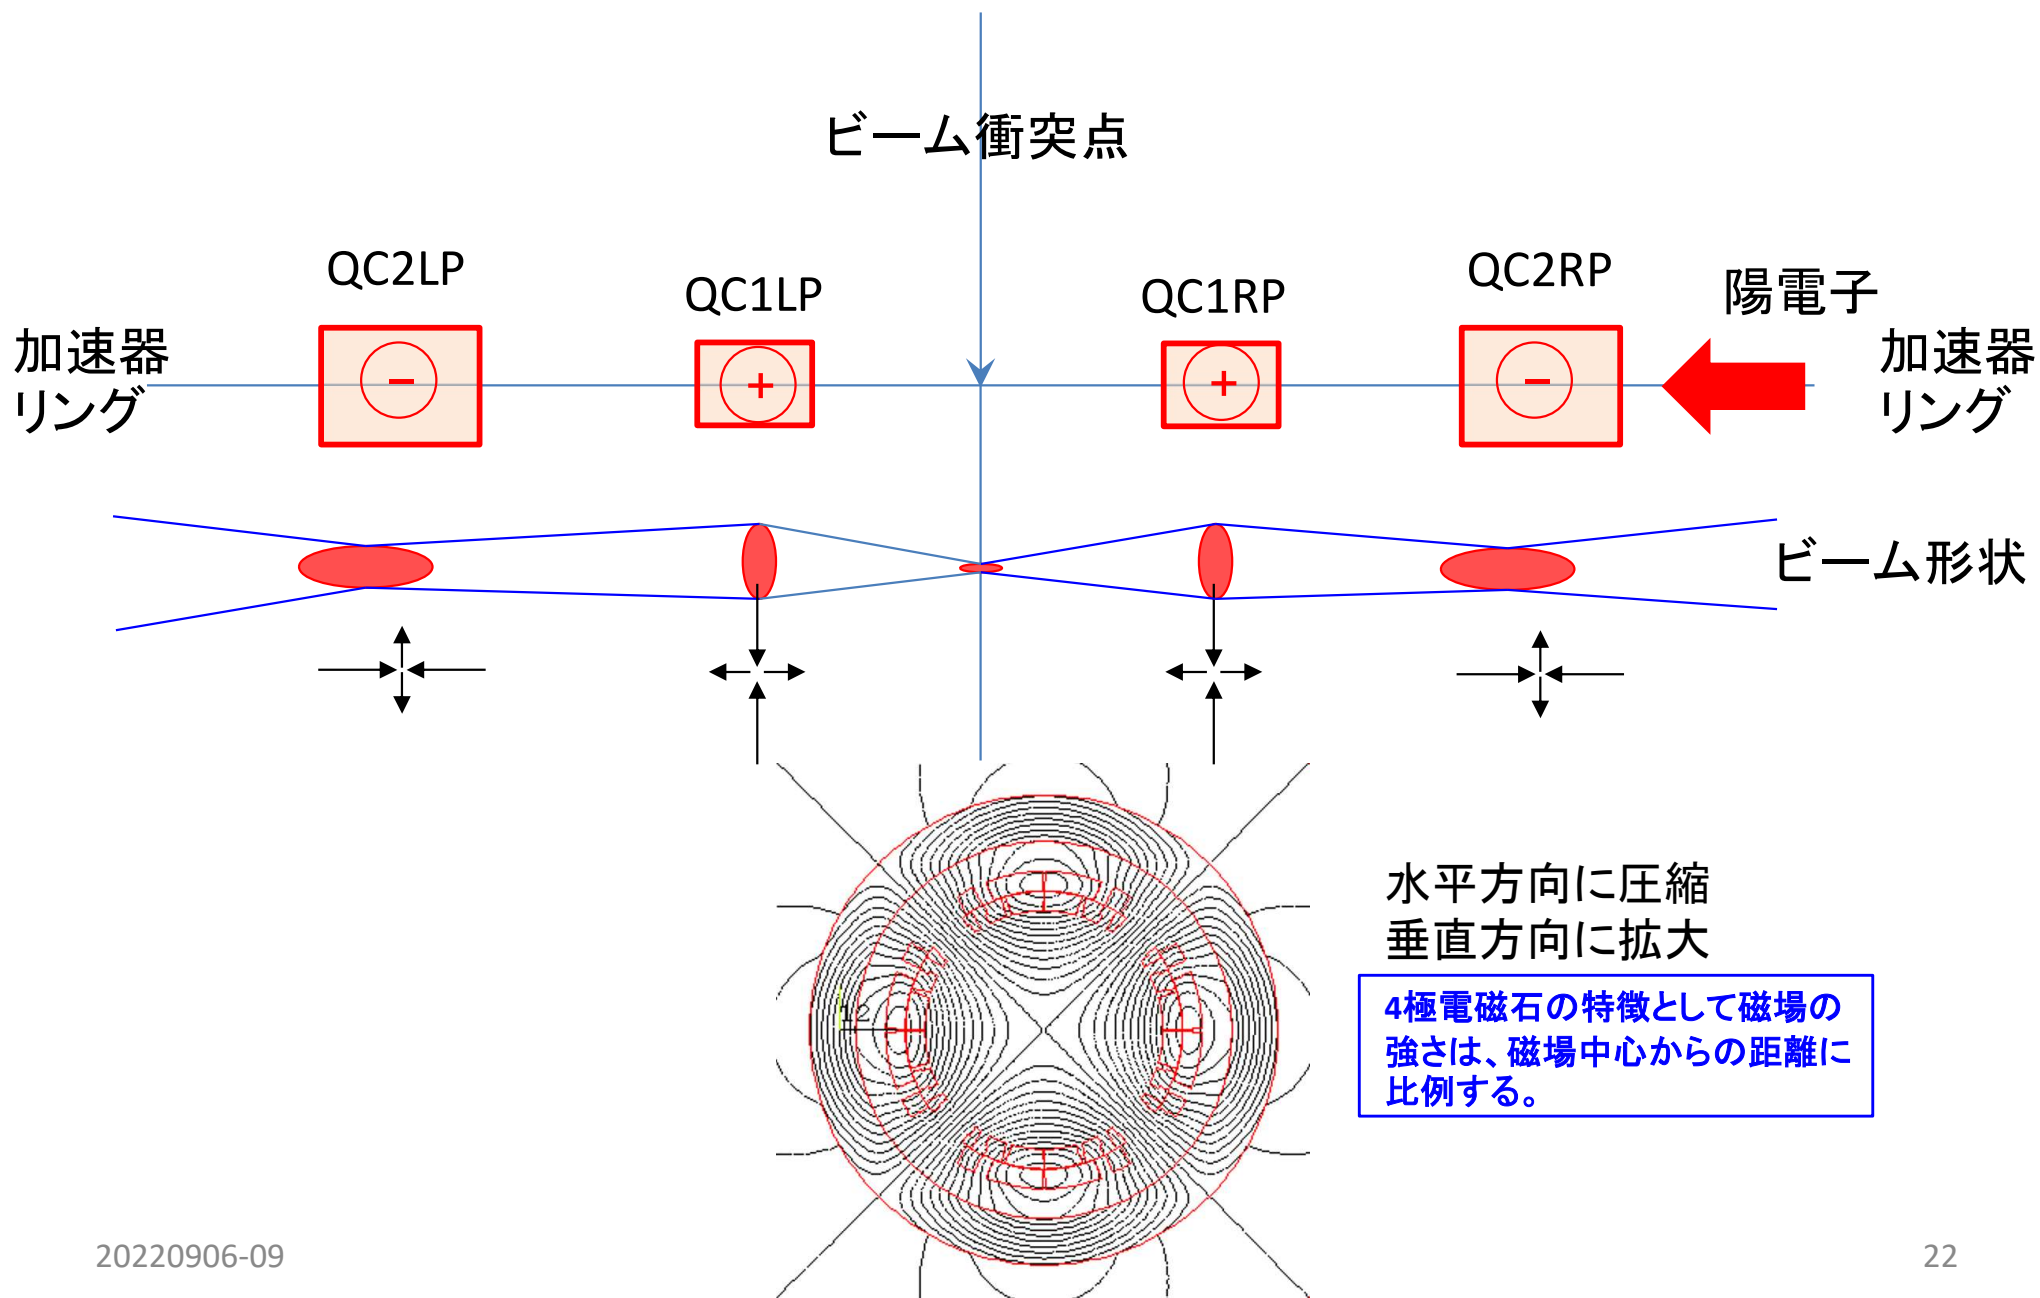 ビーム衝突点
QC2LP
QC1LP
QC1RP
QC2RP
陽電子
加速器
リング
加速器
リング
−
+
+
−
ビーム形状
12
水平方向に圧縮
垂直方向に拡大
4極電磁石の特徴として磁場の
強さは、磁場中心からの距離に
比例する。
20220906-09
22